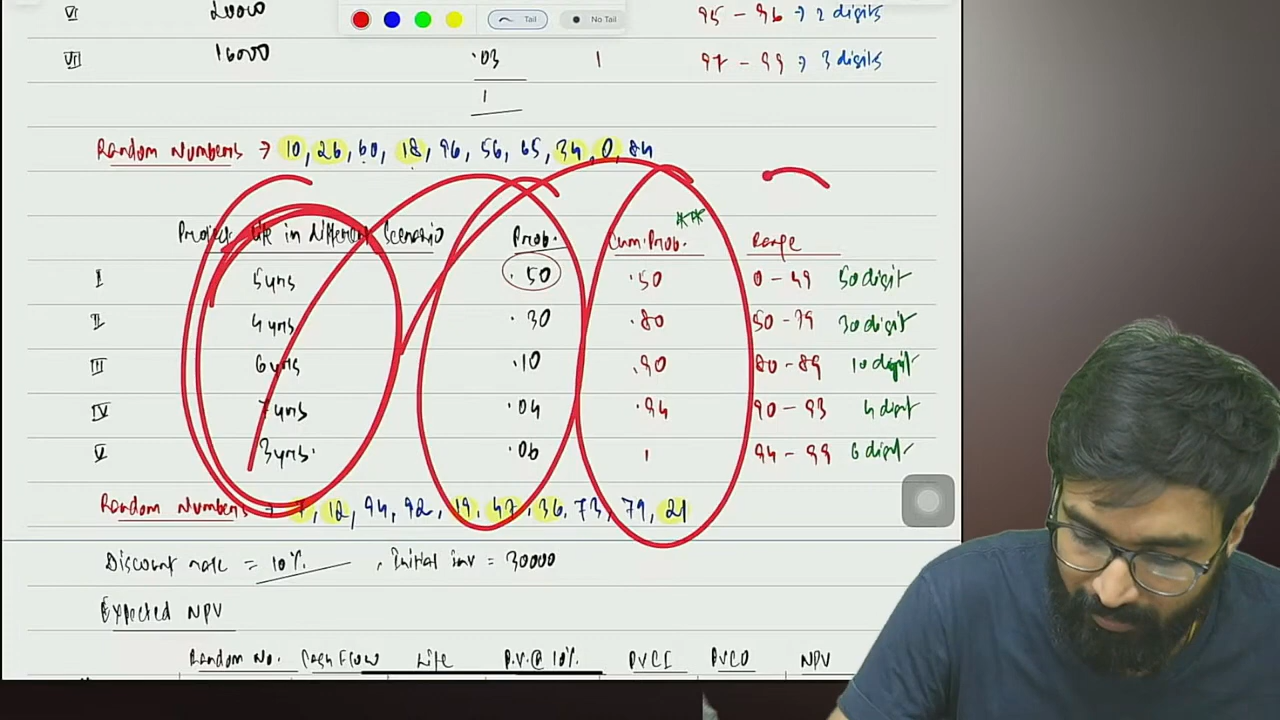 VI 20000 95 - 96 → 2 digits
VII 16000 .03 1 97 - 99 → 3 digits
1
Tail No Tail
Random Numbers → 10, 26, 60, 18, 96, 56, 65, 34, 0, 84
Project life in different Scenario Prob. Cum. Prob. ** Range
I 5yrs .50 .50 0 - 49 50 digit
II 4yrs .30 .80 50 - 79 30 digit
III 6yrs .10 .90 80 - 89 10 digit
IV 7yrs .04 .94 90 - 93 4 digit
V 3yrs. .06 1 94 - 99 6 digit
Random Numbers → 7, 12, 94, 92, 19, 47, 36, 73, 79, 21
Discount rate = 10%, Initial inv = 30000
Expected NPV
Random No. Cash Flow Life P.V.@ 10% PVCI PVCO NPV